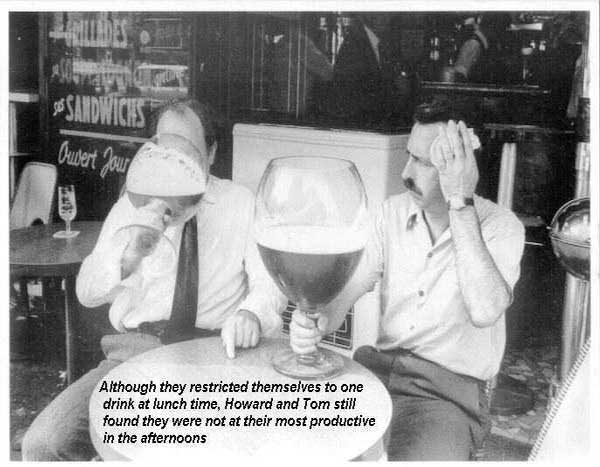 GRILLADES
SES SANDWICHS
Ouvert Jour
Although they restricted themselves to one
drink at lunch time, Howard and Tom still
found they were not at their most productive
in the afternoons